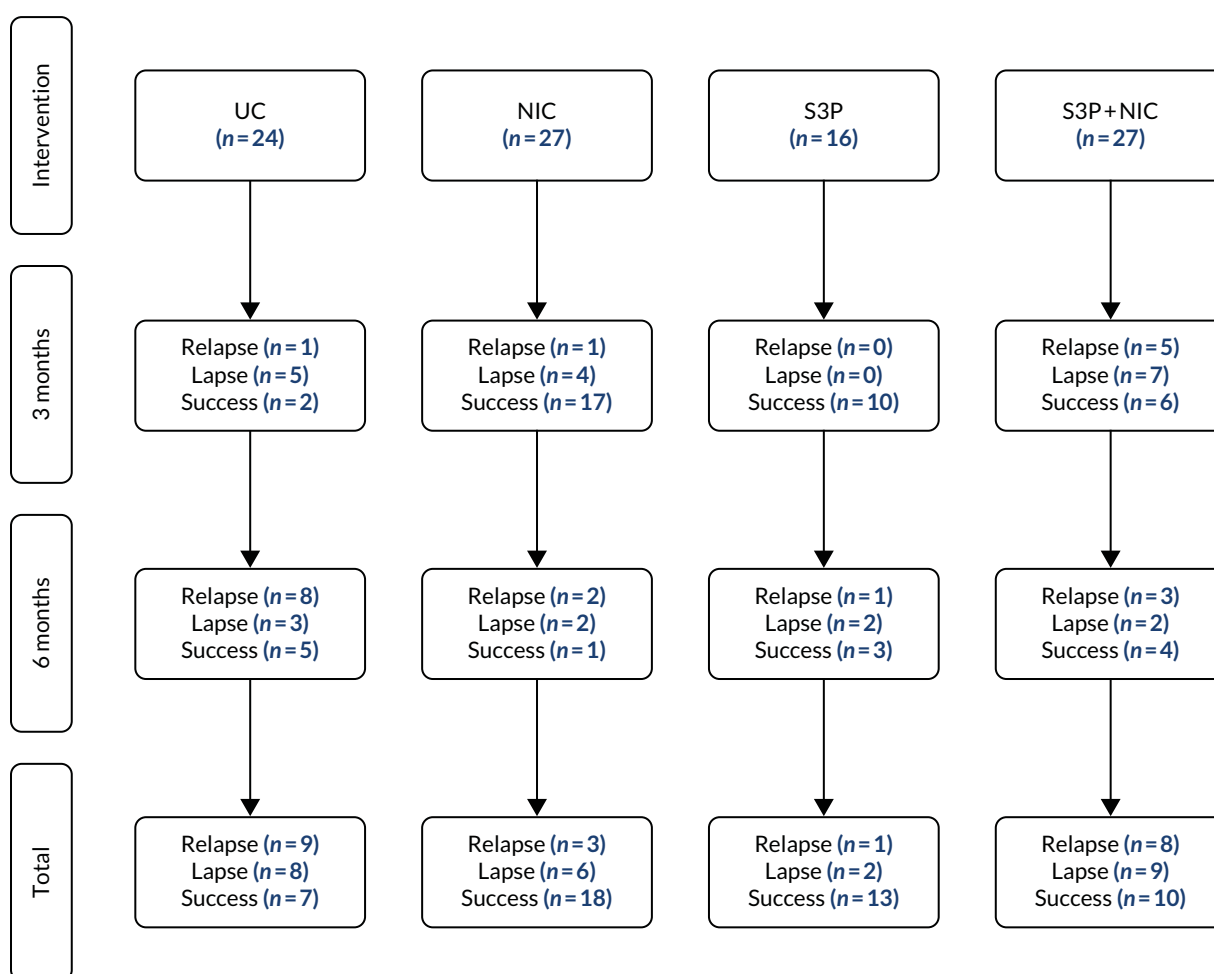 Intervention
UC
(n=24)
NIC
(n=27)
S3P
(n=16)
S3P+NIC
(n=27)
3 months
Relapse (n=1)
Lapse (n=5)
Success (n=2)
Relapse (n=1)
Lapse (n=4)
Success (n=17)
Relapse (n=0)
Lapse (n=0)
Success (n=10)
Relapse (n=5)
Lapse (n=7)
Success (n=6)
6 months
Relapse (n=8)
Lapse (n=3)
Success (n=5)
Relapse (n=2)
Lapse (n=2)
Success (n=1)
Relapse (n=1)
Lapse (n=2)
Success (n=3)
Relapse (n=3)
Lapse (n=2)
Success (n=4)
Total
Relapse (n=9)
Lapse (n=8)
Success (n=7)
Relapse (n=3)
Lapse (n=6)
Success (n=18)
Relapse (n=1)
Lapse (n=2)
Success (n=13)
Relapse (n=8)
Lapse (n=9)
Success (n=10)